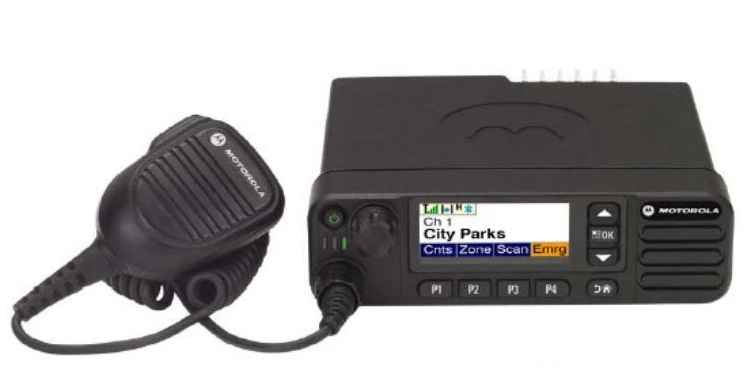 MOTOROLA
Ch 1
City Parks
Cnts Zone Scan Emrg
OK
MOTOROLA
P1 P2 P3 P4